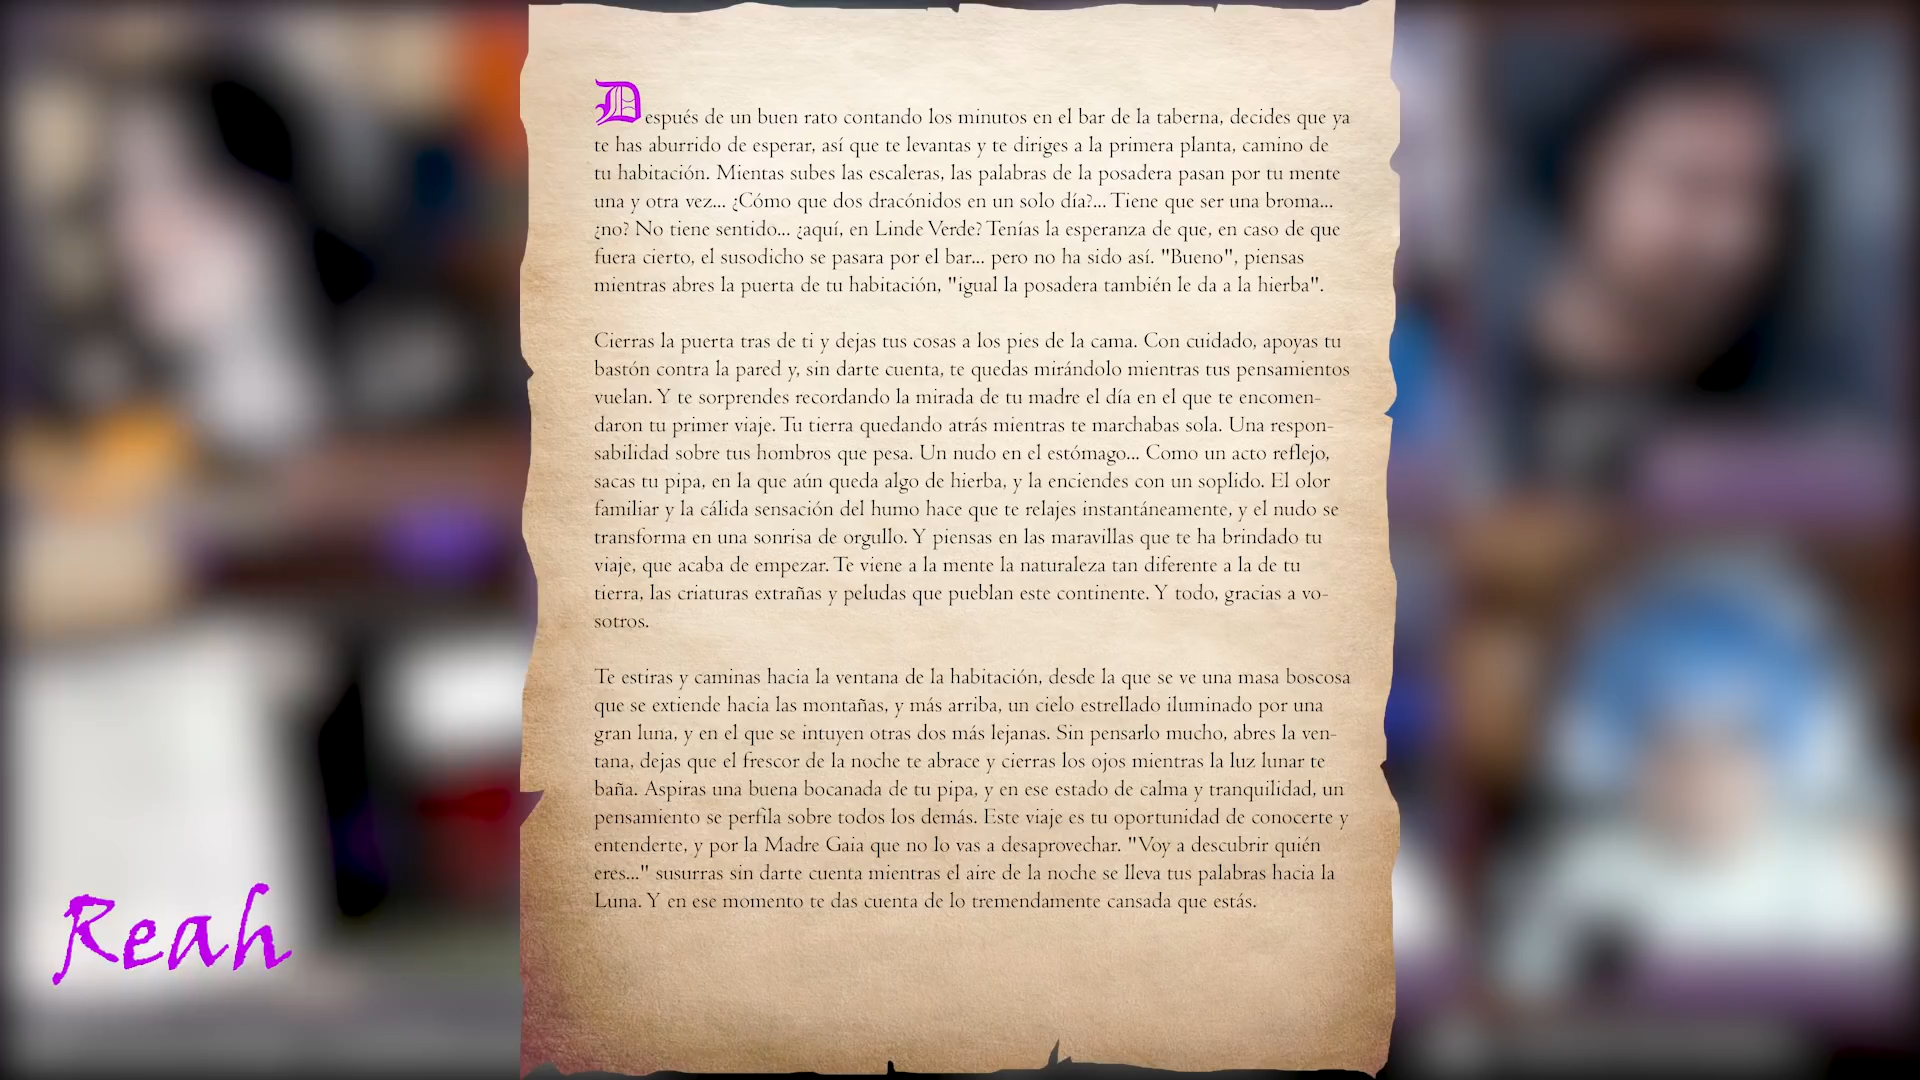 Después de un buen rato contando los minutos en el bar de la taberna, decides que ya
te has aburrido de esperar, así que te levantas y te diriges a la primera planta, camino de
tu habitación. Mientas subes las escaleras, las palabras de la posadera pasan por tu mente
una y otra vez... ¿Cómo que dos dracónidos en un solo día?... Tiene que ser una broma...
¿no? No tiene sentido... ¿aquí, en Linde Verde? Tenías la esperanza de que, en caso de que
fuera cierto, el susodicho se pasara por el bar... pero no ha sido así. "Bueno", piensas
mientras abres la puerta de tu habitación, "igual la posadera también le da a la hierba".
Cierras la puerta tras de ti y dejas tus cosas a los pies de la cama. Con cuidado, apoyas tu
bastón contra la pared y, sin darte cuenta, te quedas mirándolo mientras tus pensamientos
vuelan. Y te sorprendes recordando la mirada de tu madre el día en el que te encomen-
daron tu primer viaje. Tu tierra quedando atrás mientras te marchabas sola. Una respon-
sabilidad sobre tus hombros que pesa. Un nudo en el estómago... Como un acto reflejo,
sacas tu pipa, en la que aún queda algo de hierba, y la enciendes con un soplido. El olor
familiar y la cálida sensación del humo hace que te relajes instantáneamente, y el nudo se
transforma en una sonrisa de orgullo. Y piensas en las maravillas que te ha brindado tu
viaje, que acaba de empezar. Te viene a la mente la naturaleza tan diferente a la de tu
tierra, las criaturas extrañas y peludas que pueblan este continente. Y todo, gracias a vo-
sotros.
Te estiras y caminas hacia la ventana de la habitación, desde la que se ve una masa boscosa
que se extiende hacia las montañas, y más arriba, un cielo estrellado iluminado por una
gran luna, y en el que se intuyen otras dos más lejanas. Sin pensarlo mucho, abres la ven-
tana, dejas que el frescor de la noche te abrace y cierras los ojos mientras la luz lunar te
baña. Aspiras una buena bocanada de tu pipa, y en ese estado de calma y tranquilidad, un
pensamiento se perfila sobre todos los demás. Este viaje es tu oportunidad de conocerte y
entenderte, y por la Madre Gaia que no lo vas a desaprovechar. "Voy a descubrir quién
eres..." susurras sin darte cuenta mientras el aire de la noche se lleva tus palabras hacia la
Luna. Y en ese momento te das cuenta de lo tremendamente cansada que estás.
Reah